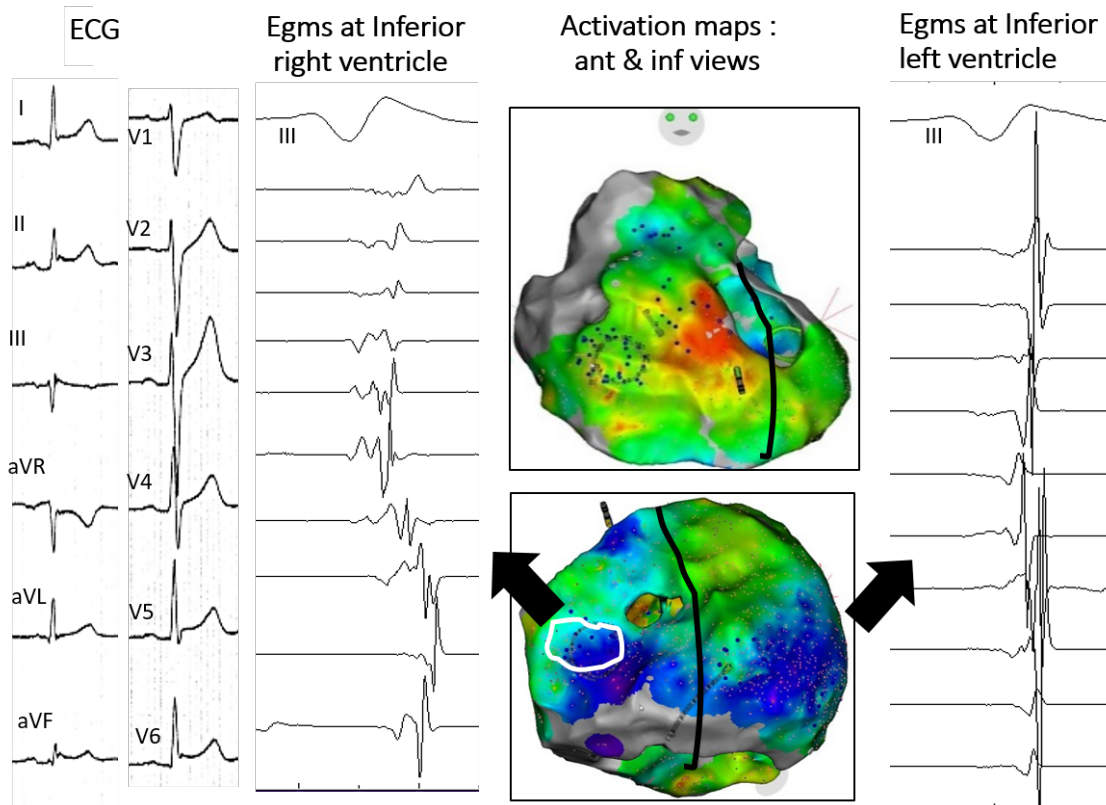 ECG
Egms at Inferior
right ventricle
Activation maps :
ant & inf views
Egms at Inferior
left ventricle
I
II
III
aVR
aVL
aVF
V1
V2
V3
V4
V5
V6
III
III